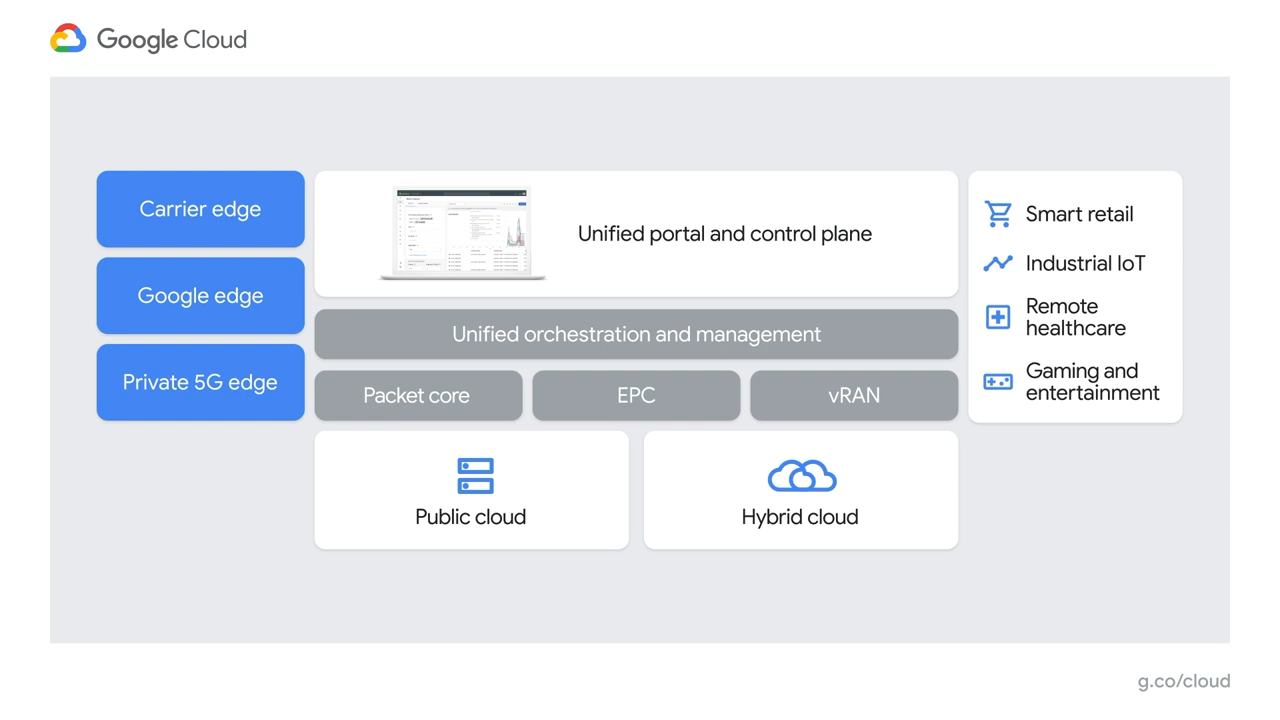 Google Cloud
Carrier edge
Google edge
Private 5G edge
Unified portal and control plane
Unified orchestration and management
Packet core
EPC
vRAN
Public cloud
Hybrid cloud
Smart retail
Industrial IoT
Remote
healthcare
Gaming and
entertainment
g.co/cloud